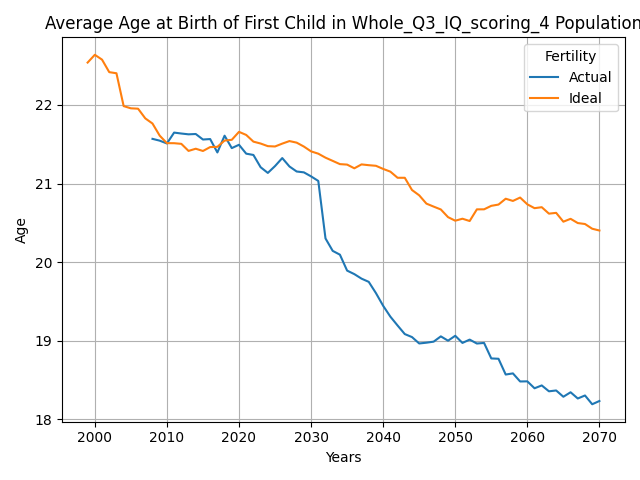 Average Age at Birth of First Child in Whole_Q3_IQ_scoring_4 Population
Fertility
Actual
Ideal
Age
22
21
20
19
18
2000 2010 2020 2030 2040 2050 2060 2070
Years